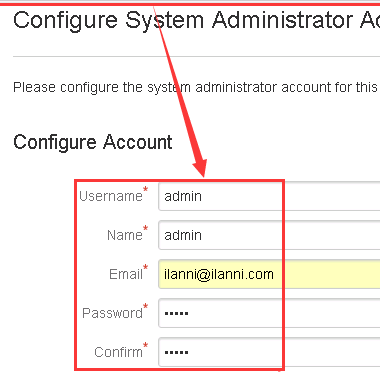 Configure System Administrator
Please configure the system administrator account for this
Configure Account
Username* admin
Name* admin
Email* ilanni@ilanni.com
Password* •••••
Confirm* •••••